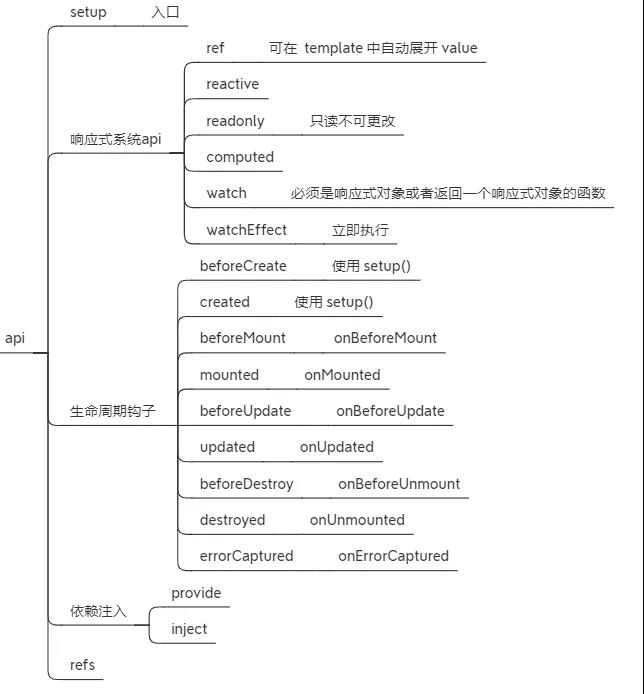 setup 入口
ref 可在 template 中自动展开 value
reactive
readonly 只读不可更改
响应式系统api
computed
watch 必须是响应式对象或者返回一个响应式对象的函数
watchEffect 立即执行
beforeCreate 使用 setup()
created 使用 setup()
api
beforeMount onBeforeMount
mounted onMounted
生命周期钩子
beforeUpdate onBeforeUpdate
updated onUpdated
beforeDestroy onBeforeUnmount
destroyed onUnmounted
errorCaptured onErrorCaptured
provide
依赖注入
inject
refs